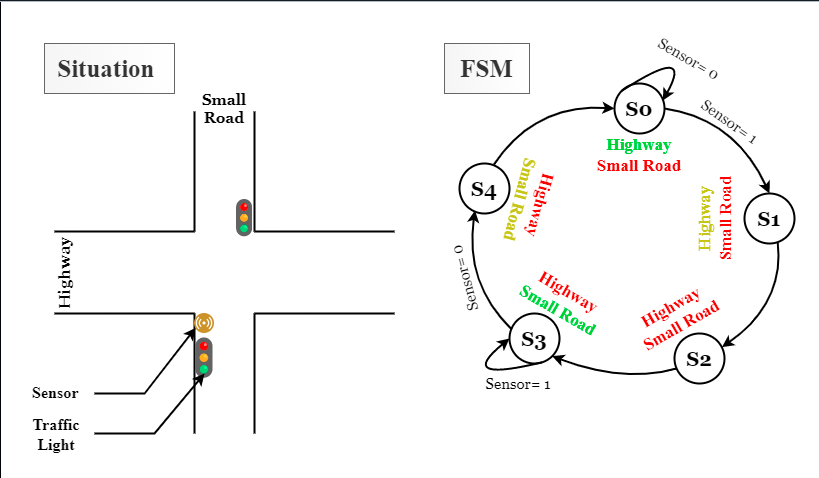 Situation
Small
Road
Highway
Sensor
Traffic
Light
FSM
Sensor= 0
S0
Highway
Small Road
Sensor= 1
S1
Highway
Small Road
S2
Highway
Small Road
S3
Highway
Small Road
Sensor= 1
Sensor= 0
S4
Highway
Small Road